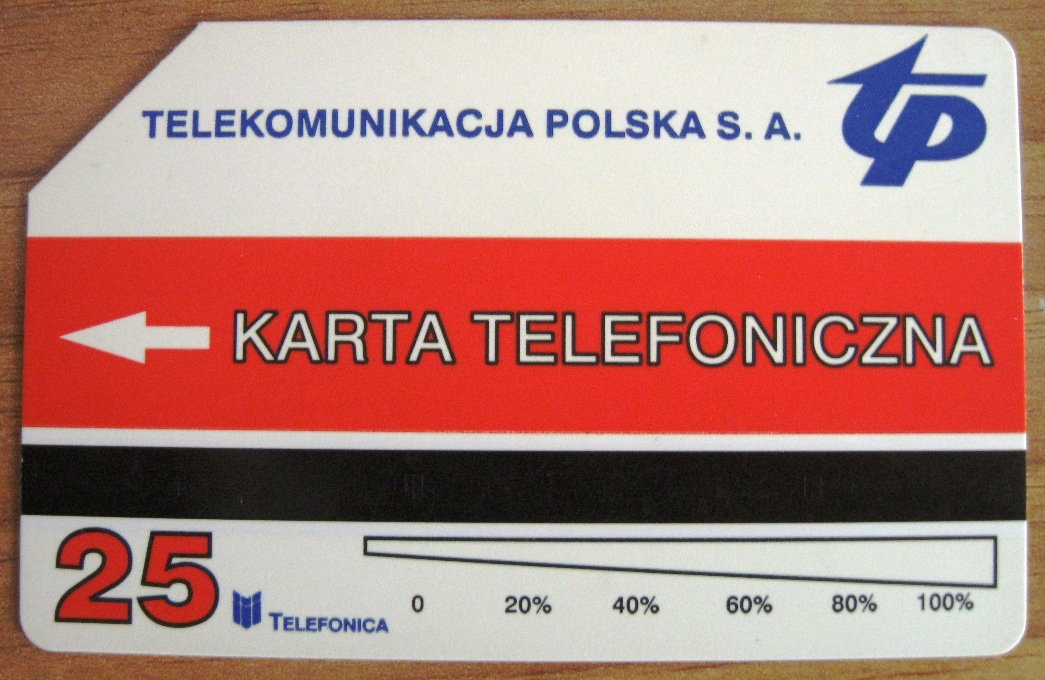 TELEKOMUNIKACJA POLSKA S. A.
tp
KARTA TELEFONICZNA
25
TELEFONICA
0 20% 40% 60% 80% 100%